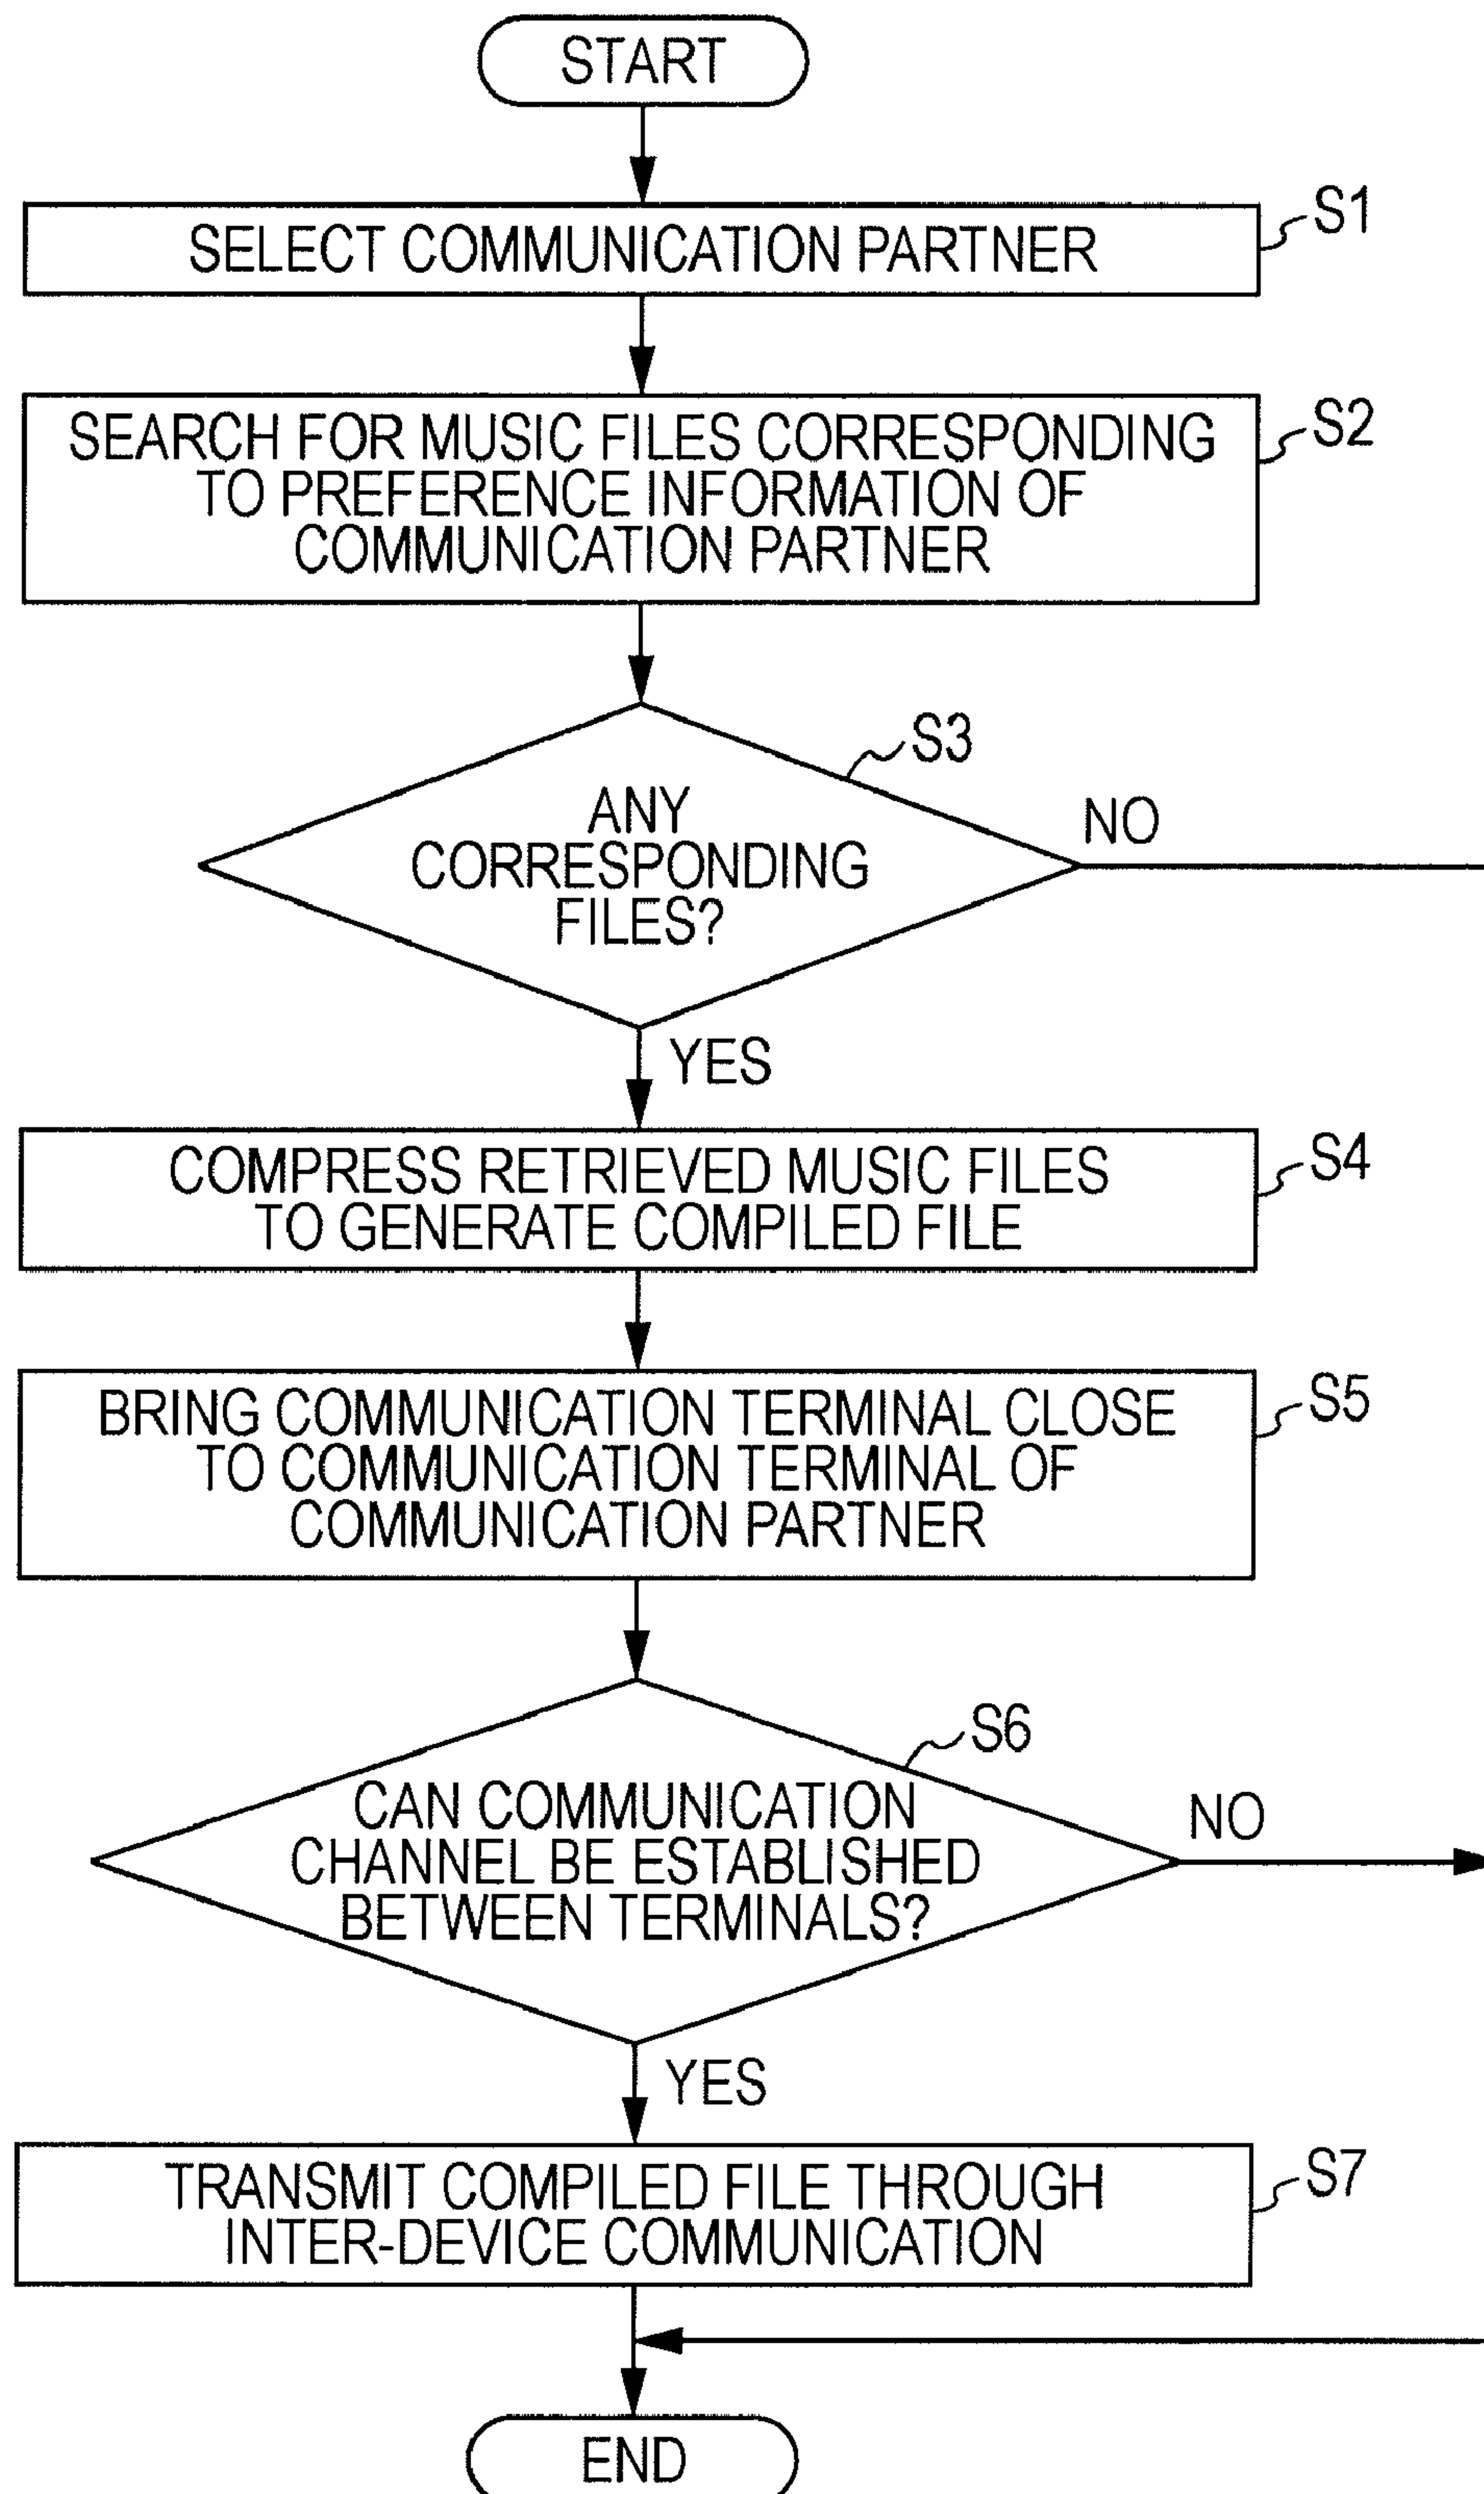 START
S1
SELECT COMMUNICATION PARTNER
S2
SEARCH FOR MUSIC FILES CORRESPONDING
TO PREFERENCE INFORMATION OF
COMMUNICATION PARTNER
S3
ANY
CORRESPONDING
FILES?
NO
YES
S4
COMPRESS RETRIEVED MUSIC FILES
TO GENERATE COMPILED FILE
S5
BRING COMMUNICATION TERMINAL CLOSE
TO COMMUNICATION TERMINAL OF
COMMUNICATION PARTNER
S6
CAN COMMUNICATION
CHANNEL BE ESTABLISHED
BETWEEN TERMINALS?
NO
YES
S7
TRANSMIT COMPILED FILE THROUGH
INTER-DEVICE COMMUNICATION
END